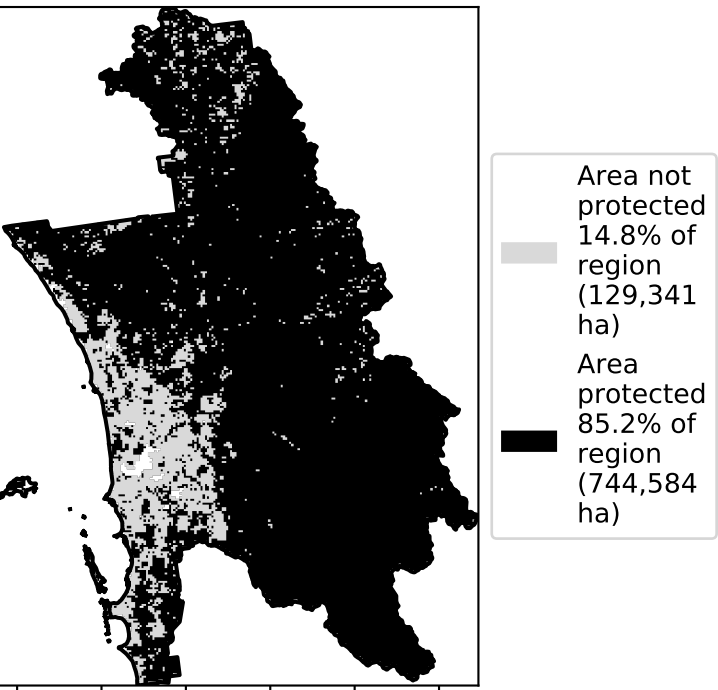 Area not
protected
14.8% of
region
(129,341
ha)
Area
protected
85.2% of
region
(744,584
ha)